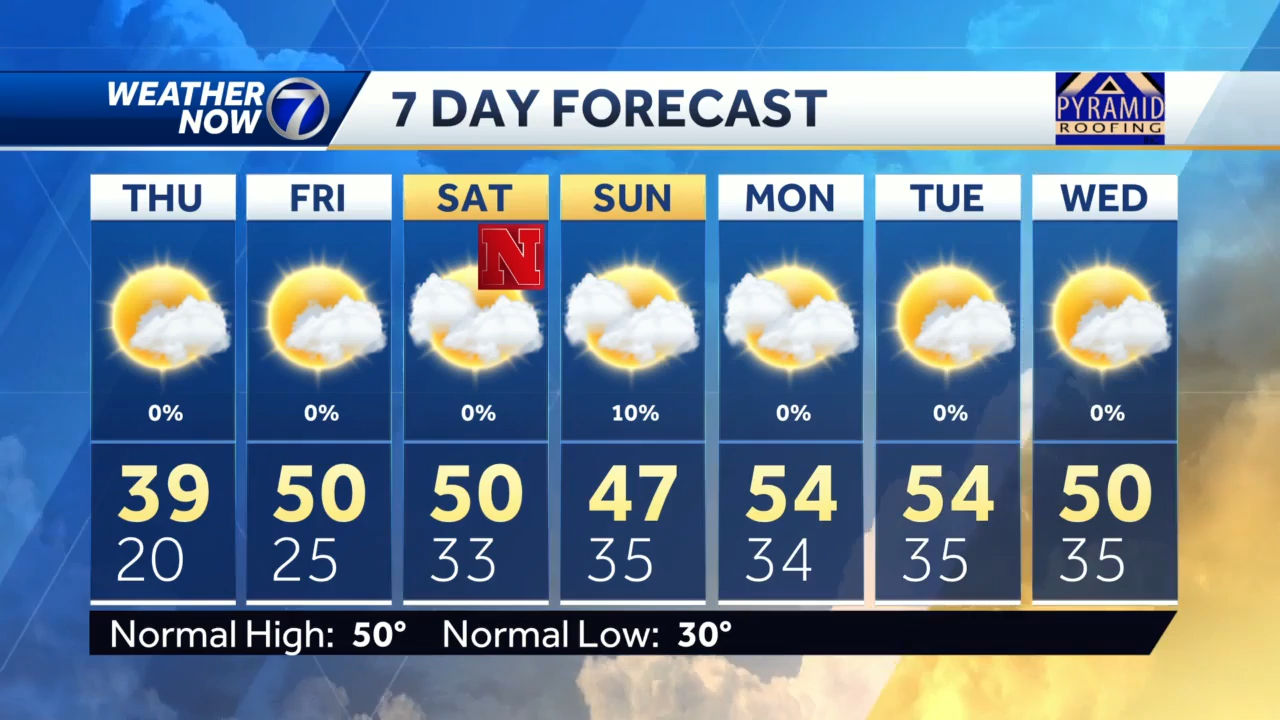 WEATHER
NOW 7
7 DAY FORECAST
PYRAMID
ROOFING
THU FRI SAT SUN MON TUE WED
N
0% 0% 0% 10% 0% 0% 0%
39 50 50 47 54 54 50
20 25 33 35 34 35 35
Normal High: 50° Normal Low: 30°